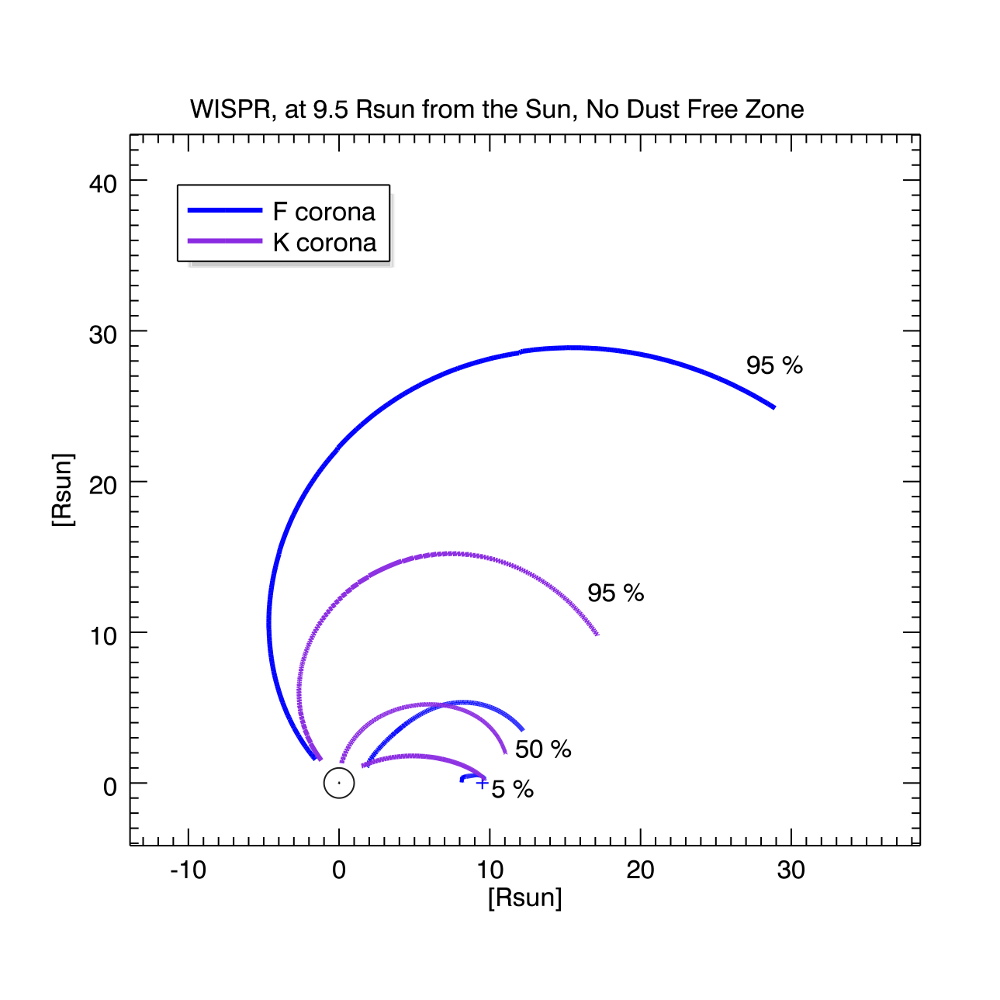 WISPR, at 9.5 Rsun from the Sun, No Dust Free Zone
40
F corona
K corona
30
95 %
20
[Rsun]
95 %
10
50 %
0
5 %
-10 0 10 20 30
[Rsun]